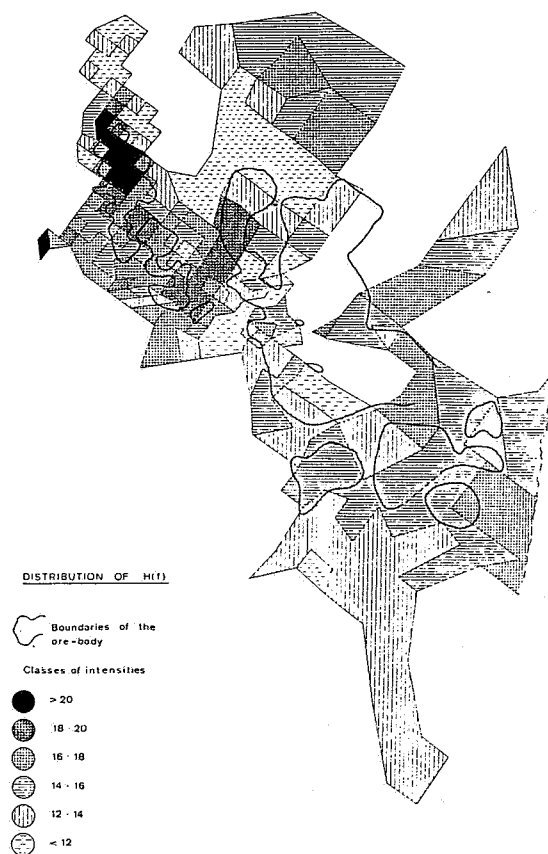 DISTRIBUTION OF H(f)
Boundaries of the
ore-body
Classes of intensities
> 20
18 - 20
16 - 18
14 - 16
12 - 14
< 12